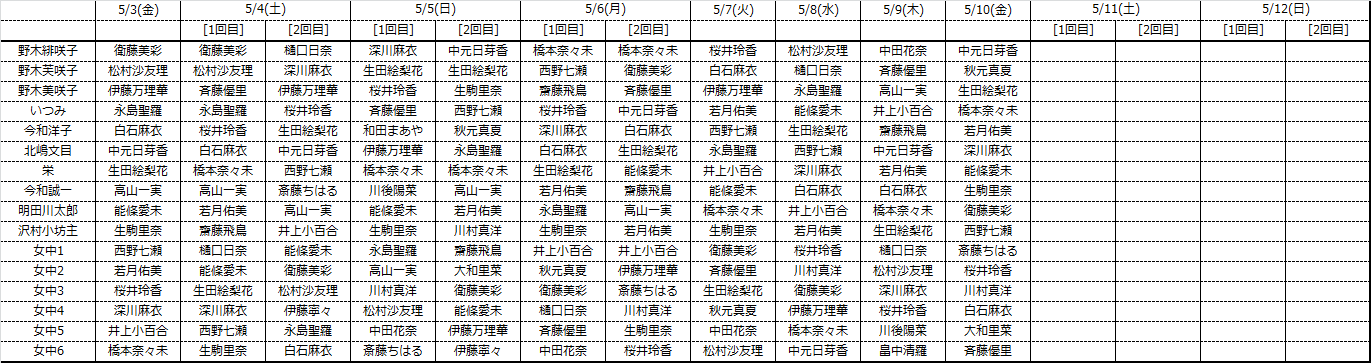 5/3(金) 5/4(土) 5/5(日) 5/6(月) 5/7(火) 5/8(水) 5/9(木) 5/10(金) 5/11(土) 5/12(日)
[1回目] [2回目] [1回目] [2回目] [1回目] [2回目] [1回目] [2回目] [1回目] [2回目]
野木緋咲子 衛藤美彩 衛藤美彩 樋口日奈 深川麻衣 中元日芽香 橋本奈々未 橋本奈々未 桜井玲香 松村沙友理 中田花奈 中元日芽香
野木芙咲子 松村沙友理 松村沙友理 深川麻衣 生田絵梨花 生田絵梨花 西野七瀬 衛藤美彩 白石麻衣 樋口日奈 斉藤優里 秋元真夏
野木美咲子 伊藤万理華 斉藤優里 伊藤万理華 桜井玲香 生駒里奈 齋藤飛鳥 斉藤優里 伊藤万理華 永島聖羅 高山一実 生田絵梨花
いつみ 永島聖羅 永島聖羅 桜井玲香 斉藤優里 西野七瀬 桜井玲香 中元日芽香 若月佑美 能條愛未 井上小百合 橋本奈々未
今和洋子 白石麻衣 桜井玲香 生田絵梨花 和田まあや 秋元真夏 深川麻衣 白石麻衣 西野七瀬 生田絵梨花 齋藤飛鳥 若月佑美
北嶋文目 中元日芽香 白石麻衣 中元日芽香 伊藤万理華 永島聖羅 白石麻衣 生田絵梨花 永島聖羅 西野七瀬 中元日芽香 深川麻衣
栄 生田絵梨花 橋本奈々未 西野七瀬 橋本奈々未 橋本奈々未 生田絵梨花 能條愛未 井上小百合 深川麻衣 若月佑美 能條愛未
今和誠一 高山一実 高山一実 斎藤ちはる 川後陽菜 高山一実 若月佑美 齋藤飛鳥 能條愛未 白石麻衣 白石麻衣 生駒里奈
明田川太郎 能條愛未 若月佑美 高山一実 能條愛未 若月佑美 永島聖羅 高山一実 橋本奈々未 井上小百合 橋本奈々未 衛藤美彩
沢村小坊主 生駒里奈 齋藤飛鳥 井上小百合 生駒里奈 川村真洋 生駒里奈 若月佑美 生駒里奈 若月佑美 生田絵梨花 西野七瀬
女中1 西野七瀬 樋口日奈 能條愛未 永島聖羅 齋藤飛鳥 井上小百合 井上小百合 衛藤美彩 桜井玲香 樋口日奈 斎藤ちはる
女中2 若月佑美 能條愛未 衛藤美彩 高山一実 大和里菜 秋元真夏 伊藤万理華 斉藤優里 川村真洋 松村沙友理 桜井玲香
女中3 桜井玲香 生田絵梨花 松村沙友理 川村真洋 衛藤美彩 衛藤美彩 斎藤ちはる 生田絵梨花 衛藤美彩 深川麻衣 川村真洋
女中4 深川麻衣 深川麻衣 伊藤寧々 松村沙友理 能條愛未 樋口日奈 川村真洋 秋元真夏 伊藤万理華 桜井玲香 白石麻衣
女中5 井上小百合 西野七瀬 永島聖羅 中田花奈 伊藤万理華 斉藤優里 生駒里奈 中田花奈 橋本奈々未 川後陽菜 大和里菜
女中6 橋本奈々未 生駒里奈 白石麻衣 斎藤ちはる 伊藤寧々 中田花奈 桜井玲香 松村沙友理 中元日芽香 畠中清羅 斉藤優里